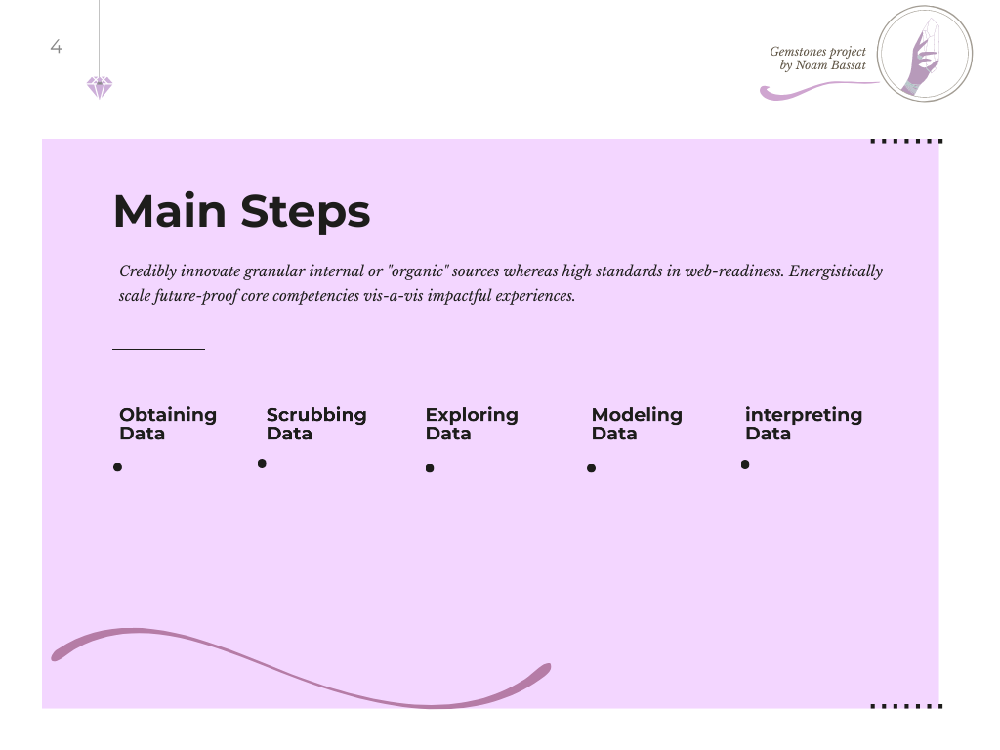 4
Gemstones project
by Noam Bassat
Main Steps
Credibly innovate granular internal or "organic" sources whereas high standards in web-readiness. Energistically
scale future-proof core competencies vis-a-vis impactful experiences.
Obtaining
Data
Scrubbing
Data
Exploring
Data
Modeling
Data
interpreting
Data